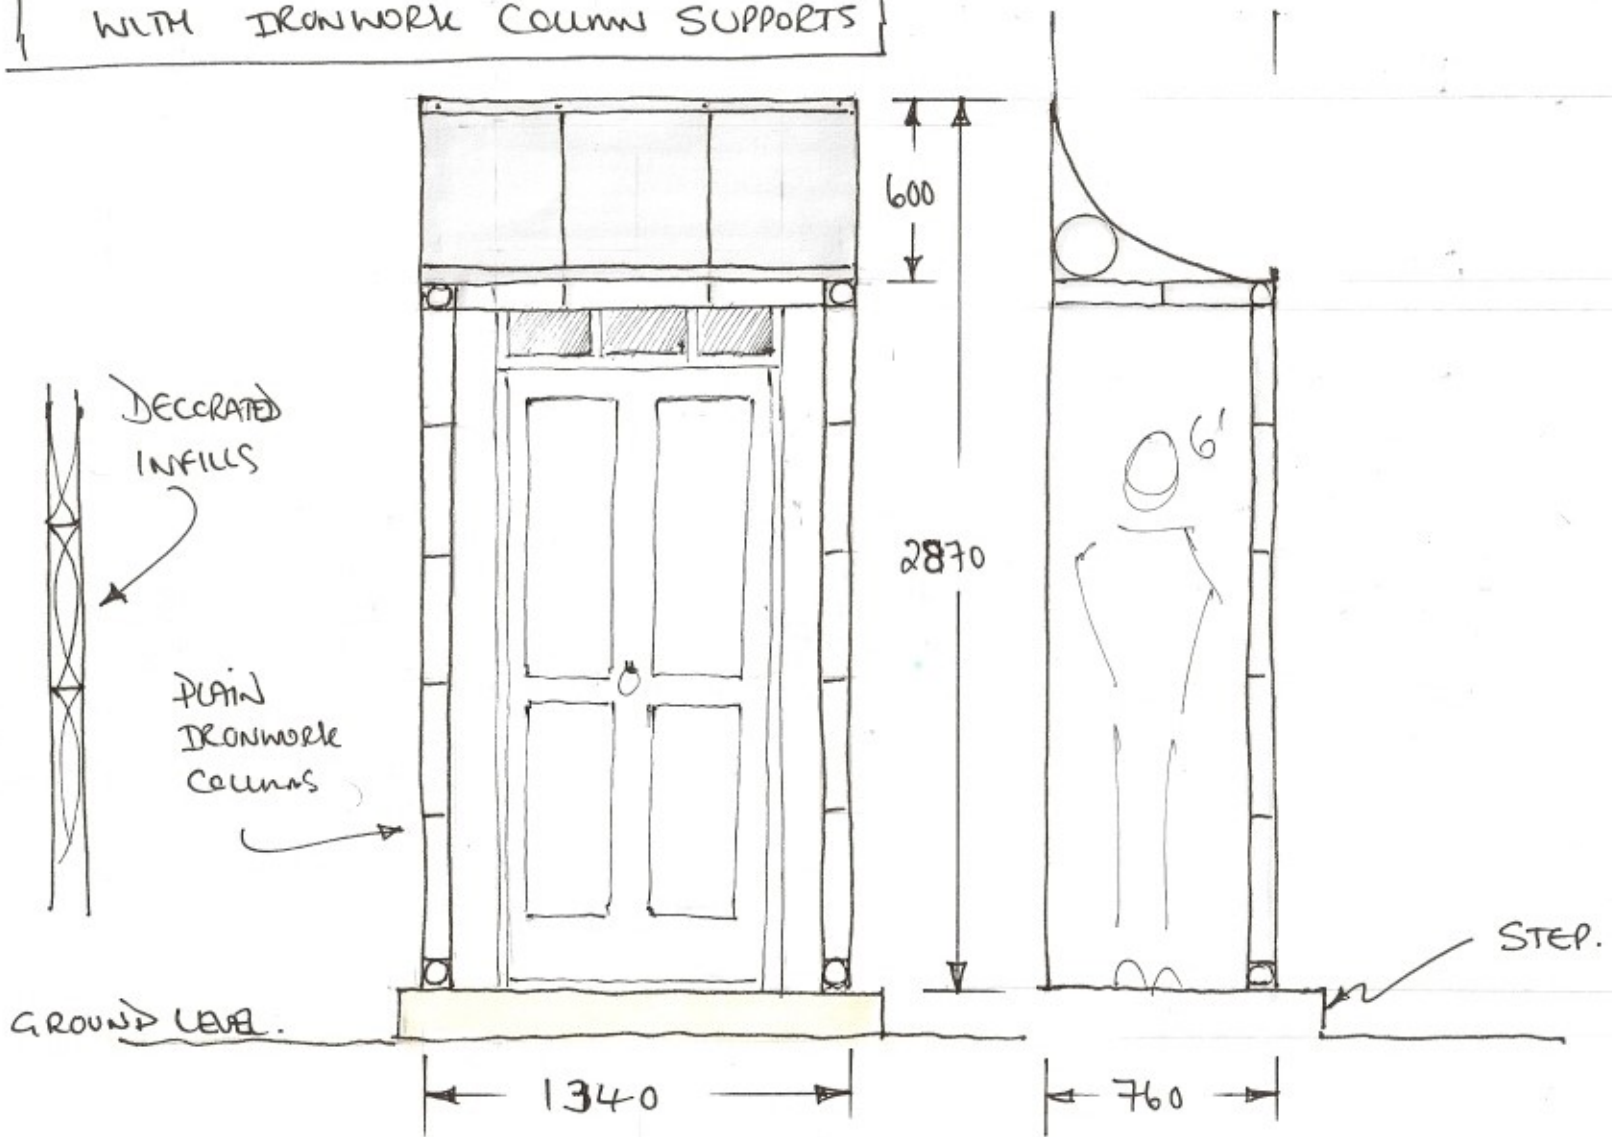 WITH IRONWORK COLUMN SUPPORTS
600
DECORATED
INFILLS
6'
2870
PLAIN
IRONWORK
COLUMNS
STEP.
GROUND LEVEL.
1340
760